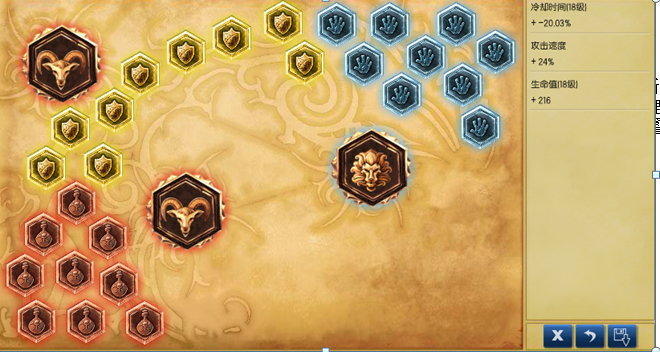 冷却时间(18级)
+ -20.03%
攻击速度
+ 24%
生命值(18级)
+ 216